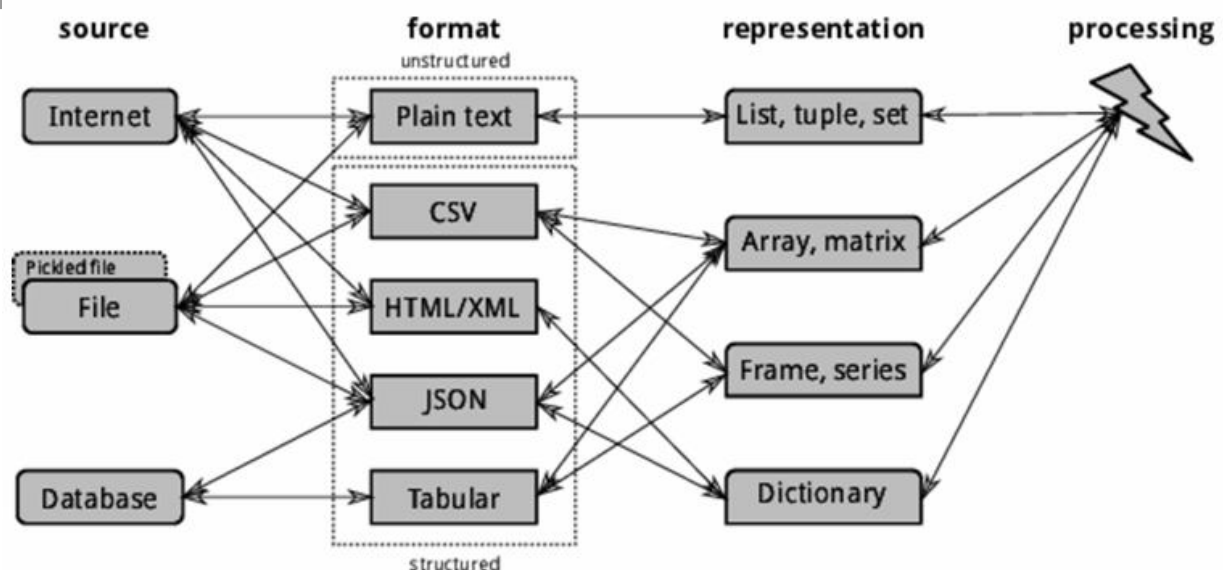 source format representation processing
unstructured
Internet Plain text List, tuple, set
CSV
Array, matrix
Pickled file
File HTML/XML
Frame, series
JSON
Database Tabular Dictionary
structured